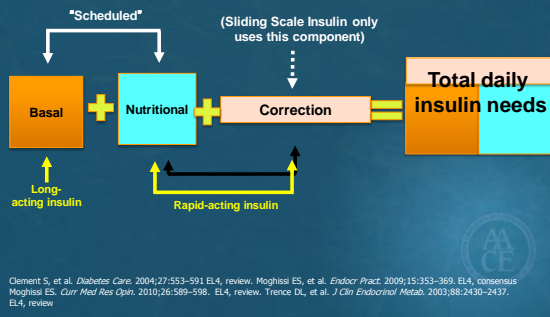 "Scheduled"
(Sliding Scale Insulin only
uses this component)
Basal
Nutritional
Correction
Total daily
insulin needs
Long-
acting insulin
Rapid-acting insulin
AA
CE
Clement S, et al. Diabetes Care. 2004;27:553–591 EL4, review. Moghissi ES, et al. Endocr Pract. 2009;15:353–369. EL4, consensus
Moghissi ES. Curr Med Res Opin. 2010;26:589–598. EL4, review. Trence DL, et al. J Clin Endocrinol Metab. 2003;88:2430–2437.
EL4, review